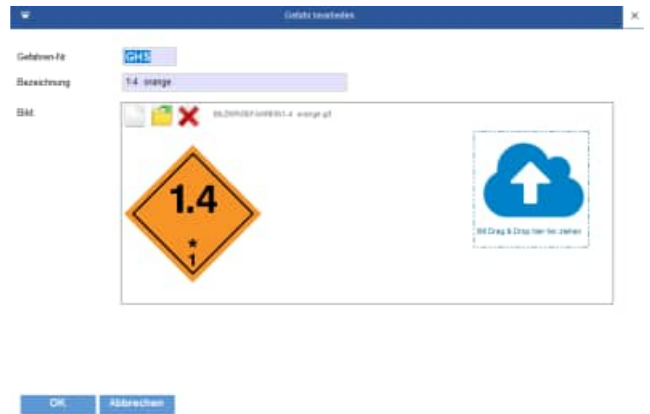 Gefahr bearbeiten
Gefahren-Nr GHS
Bezeichnung 1.4 orange
Bild
1.4
*
1
Mit Drag & Drop hier hin ziehen
OK Abbrechen